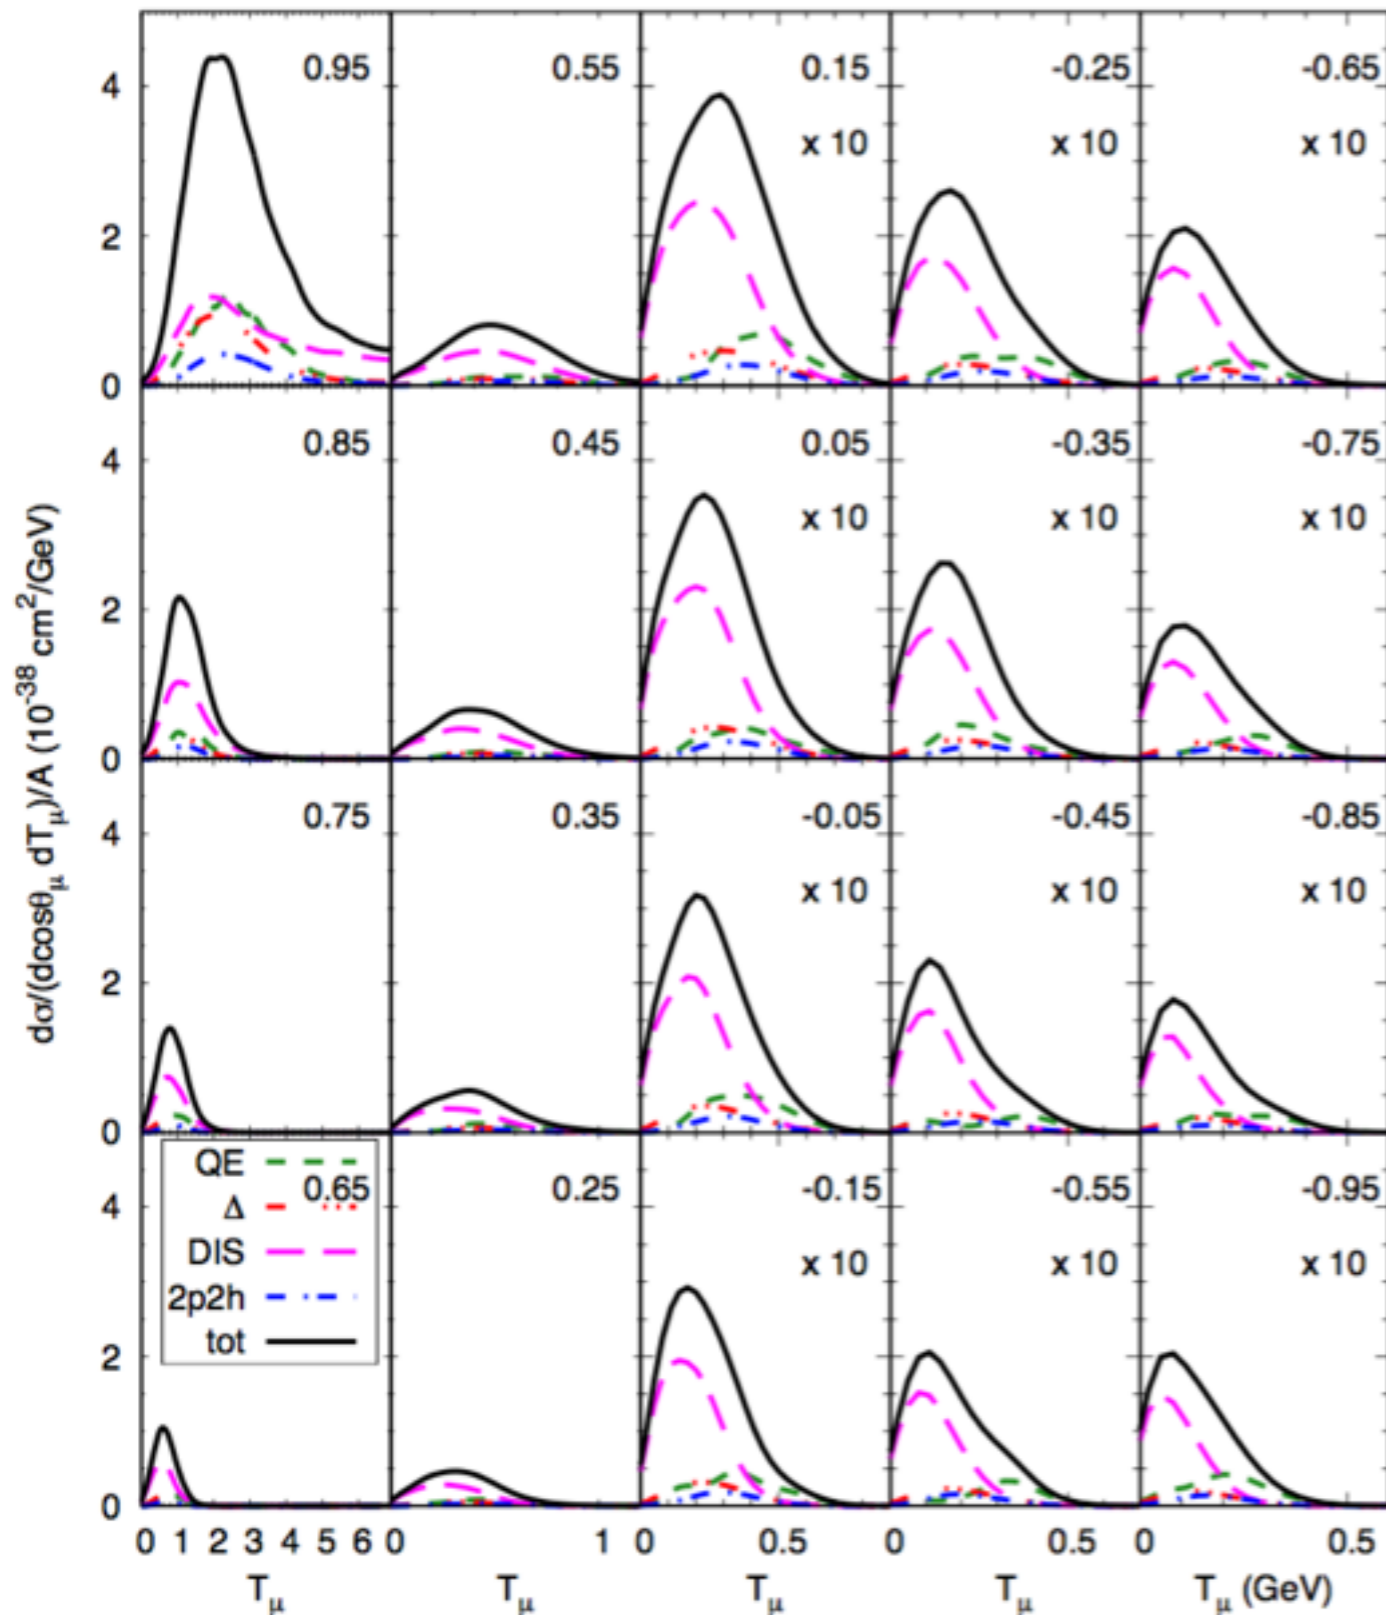 dσ/(dcosθμ dTμ)/A (10-38 cm2/GeV)
0.95 0.55 0.15 -0.25 -0.65
4
x 10 x 10 x 10
2
0
0.85 0.45 0.05 -0.35 -0.75
4
x 10 x 10 x 10
2
0
0.75 0.35 -0.05 -0.45 -0.85
4
x 10 x 10 x 10
2
0
QE
0.65 0.25 -0.15 -0.55 -0.95
4
Δ
DIS x 10 x 10 x 10
2p2h
tot
2
0
0 1 2 3 4 5 6 0 1 0 0.5 0 0.5 0 0.5
Tμ Tμ Tμ Tμ Tμ (GeV)